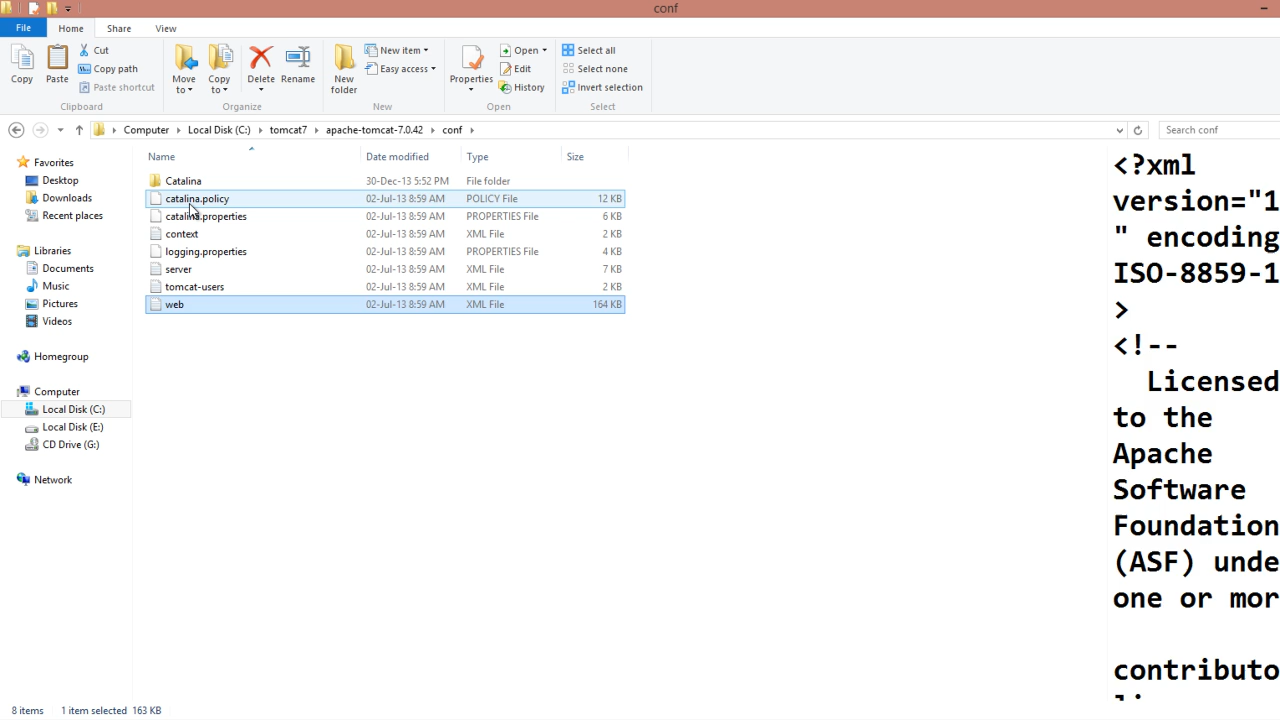 conf
File Home Share View
Copy
Paste
Cut
Copy path
Paste shortcut
Clipboard
Move to
Copy to
Delete
Rename
Organize
New folder
New item
Easy access
New
Properties
Open
Edit
History
Open
Select all
Select none
Invert selection
Select
Computer Local Disk (C:) tomcat7 apache-tomcat-7.0.42 conf
Search conf
Favorites
Desktop
Downloads
Recent places
Libraries
Documents
Music
Pictures
Videos
Homegroup
Computer
Local Disk (C:)
Local Disk (E:)
CD Drive (G:)
Network
Name Date modified Type Size
Catalina 30-Dec-13 5:52 PM File folder
catalina.policy 02-Jul-13 8:59 AM POLICY File 12 KB
catalina.properties 02-Jul-13 8:59 AM PROPERTIES File 6 KB
context 02-Jul-13 8:59 AM XML File 2 KB
logging.properties 02-Jul-13 8:59 AM PROPERTIES File 4 KB
server 02-Jul-13 8:59 AM XML File 7 KB
tomcat-users 02-Jul-13 8:59 AM XML File 2 KB
web 02-Jul-13 8:59 AM XML File 164 KB
<?xml
version="1
" encoding
ISO-8859-1
>
<!--
Licensed
to the
Apache
Software
Foundation
(ASF) unde
one or mor
contributo
8 items 1 item selected 163 KB